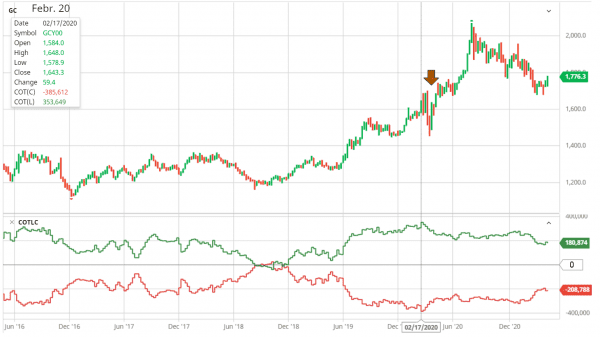 GC Febr. 20
Date 02/17/2020
Symbol GCY00
Open 1,584.0
High 1,648.0
Low 1,578.9
Close 1,643.3
Change 59.4
COT(C) -385,612
COT(L) 353,649
2,000.0
1,776.3
1,600.0
1,400.0
1,200.0
× COTLC
400,000
180,874
0
-208,788
Jun '16 Dec '16 Jun '17 Dec '17 Jun '18 Dec '18 Jun '19 Dec '19 02/17/2020 Jun '20 Dec '20